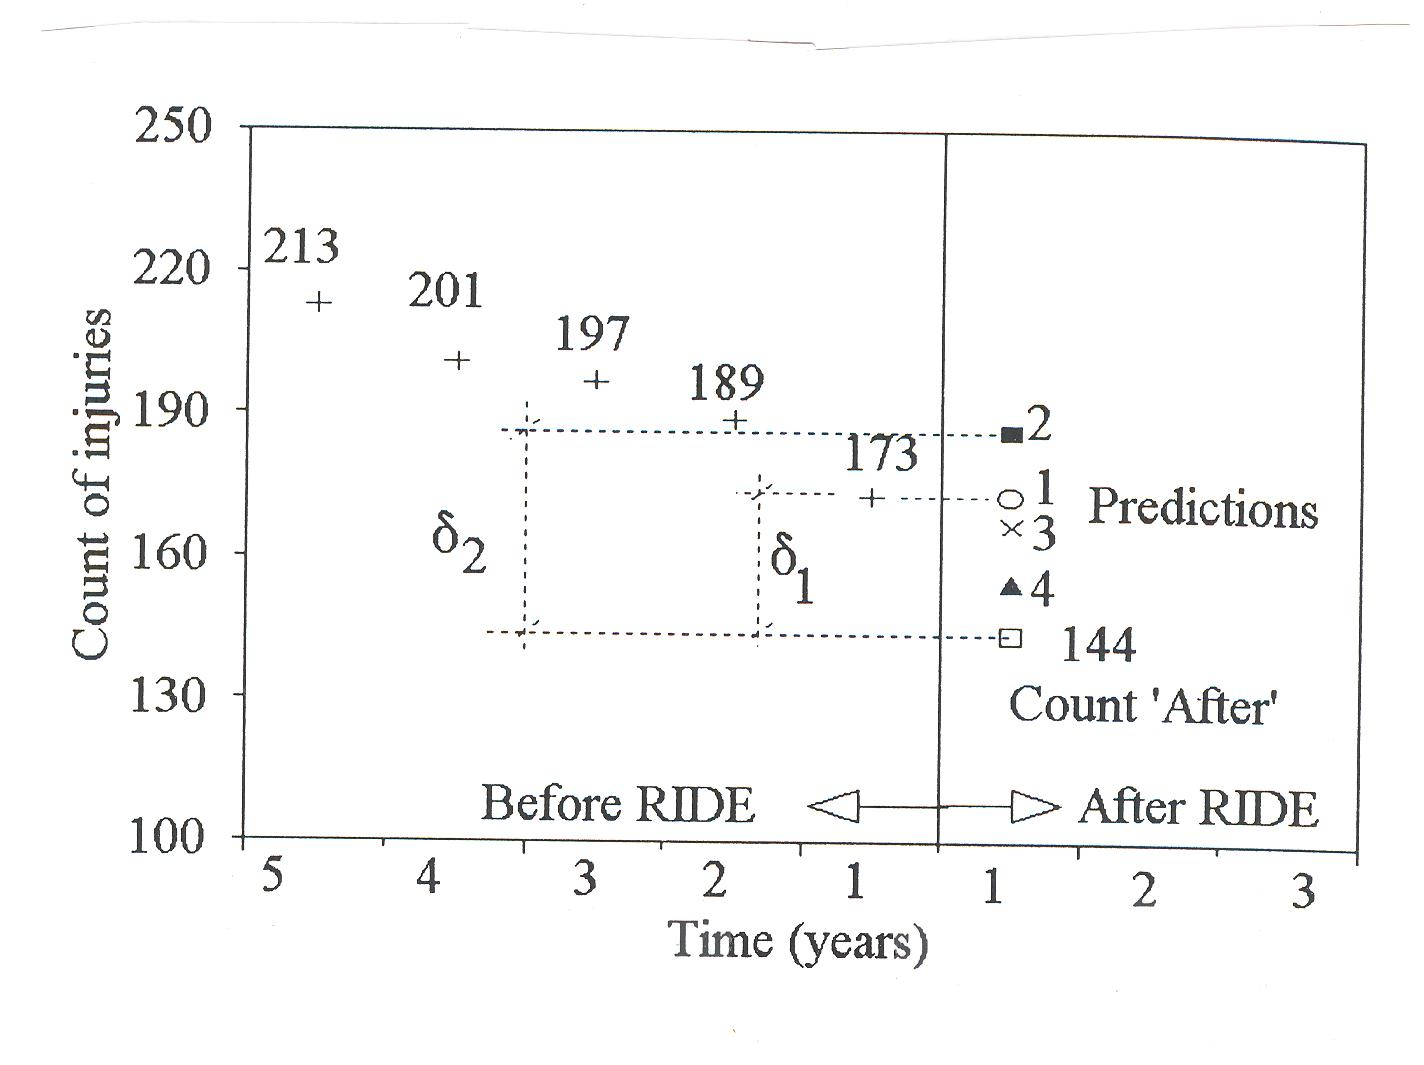 250
220
190
160
130
100
Count of injuries
213
201
197
189
173
2
1
3
4
Predictions
δ2
δ1
144
Count 'After'
Before RIDE
After RIDE
5 4 3 2 1 1 2 3
Time (years)